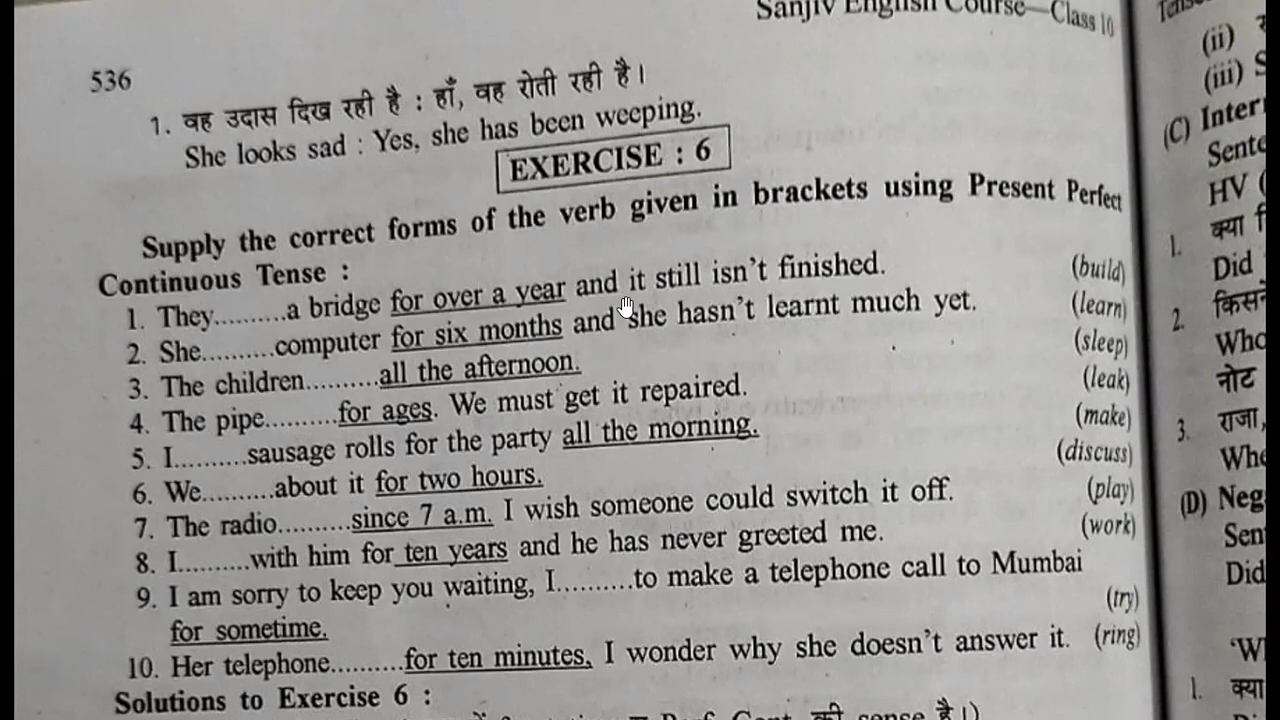 Sanjiv English Course—Class 10
536
1. वह उदास दिख रही है : हाँ, वह रोती रही है।
She looks sad : Yes, she has been weeping.
EXERCISE : 6
Supply the correct forms of the verb given in brackets using Present Perfect
Continuous Tense :
1. They..........a bridge for over a year and it still isn't finished. (build)
2. She..........computer for six months and she hasn't learnt much yet. (learn)
3. The children..........all the afternoon. (sleep)
4. The pipe..........for ages. We must get it repaired. (leak)
5. I..........sausage rolls for the party all the morning. (make)
6. We..........about it for two hours. (discuss)
7. The radio..........since 7 a.m. I wish someone could switch it off. (play)
8. I..........with him for ten years and he has never greeted me. (work)
9. I am sorry to keep you waiting, I..........to make a telephone call to Mumbai
for sometime. (try)
10. Her telephone..........for ten minutes, I wonder why she doesn't answer it. (ring)
Solutions to Exercise 6 :
Perf. Cont. की sense है।)
(ii)
(iii)
(C)
HV
1. क्या
Did
2.
नोट
3. राजा,
(D)
Did
1. क्या